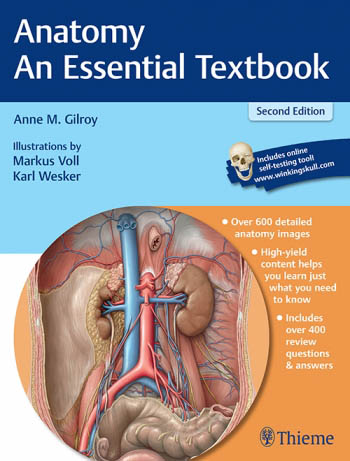 Anatomy
An Essential Textbook
Second Edition
Anne M. Gilroy
Illustrations by
Markus Voll
Karl Wesker
Includes online
self-testing tool!
www.winkingskull.com
• Over 600 detailed
anatomy images
• High-yield
content helps
you learn just
what you need
to know
• Includes
over 400
review
questions
& answers
Thieme